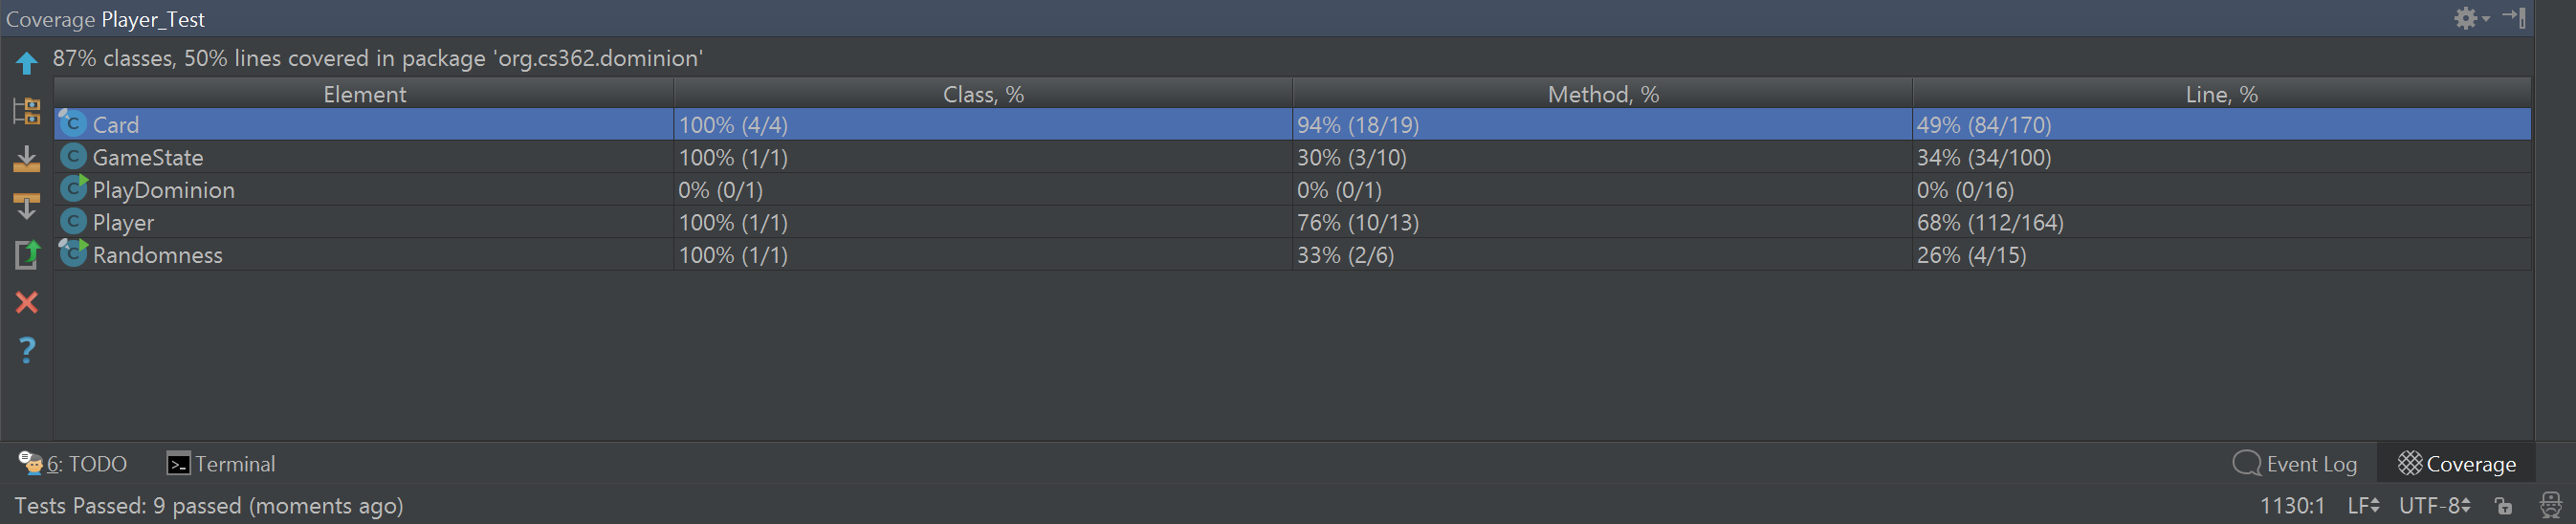 Coverage Player_Test
87% classes, 50% lines covered in package 'org.cs362.dominion'
Element Class, % Method, % Line, %
Card 100% (4/4) 94% (18/19) 49% (84/170)
GameState 100% (1/1) 30% (3/10) 34% (34/100)
PlayDominion 0% (0/1) 0% (0/1) 0% (0/16)
Player 100% (1/1) 76% (10/13) 68% (112/164)
Randomness 100% (1/1) 33% (2/6) 26% (4/15)
6: TODO Terminal Event Log Coverage
Tests Passed: 9 passed (moments ago) 1130:1 LF UTF-8